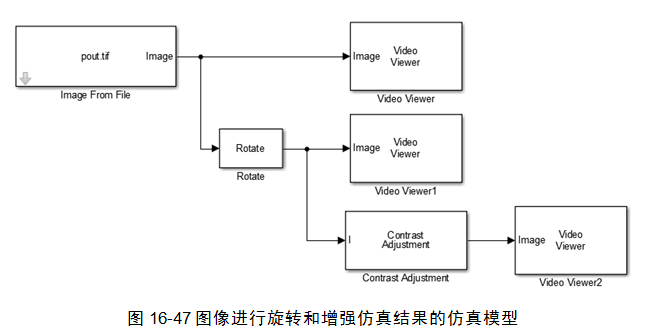 pout.tif
Image
Image From File
Image
Video
Viewer
Video Viewer
Rotate
Rotate
Image
Video
Viewer
Video Viewer1
I
Contrast
Adjustment
Contrast Adjustment
Image
Video
Viewer
Video Viewer2
图 16-47 图像进行旋转和增强仿真结果的仿真模型